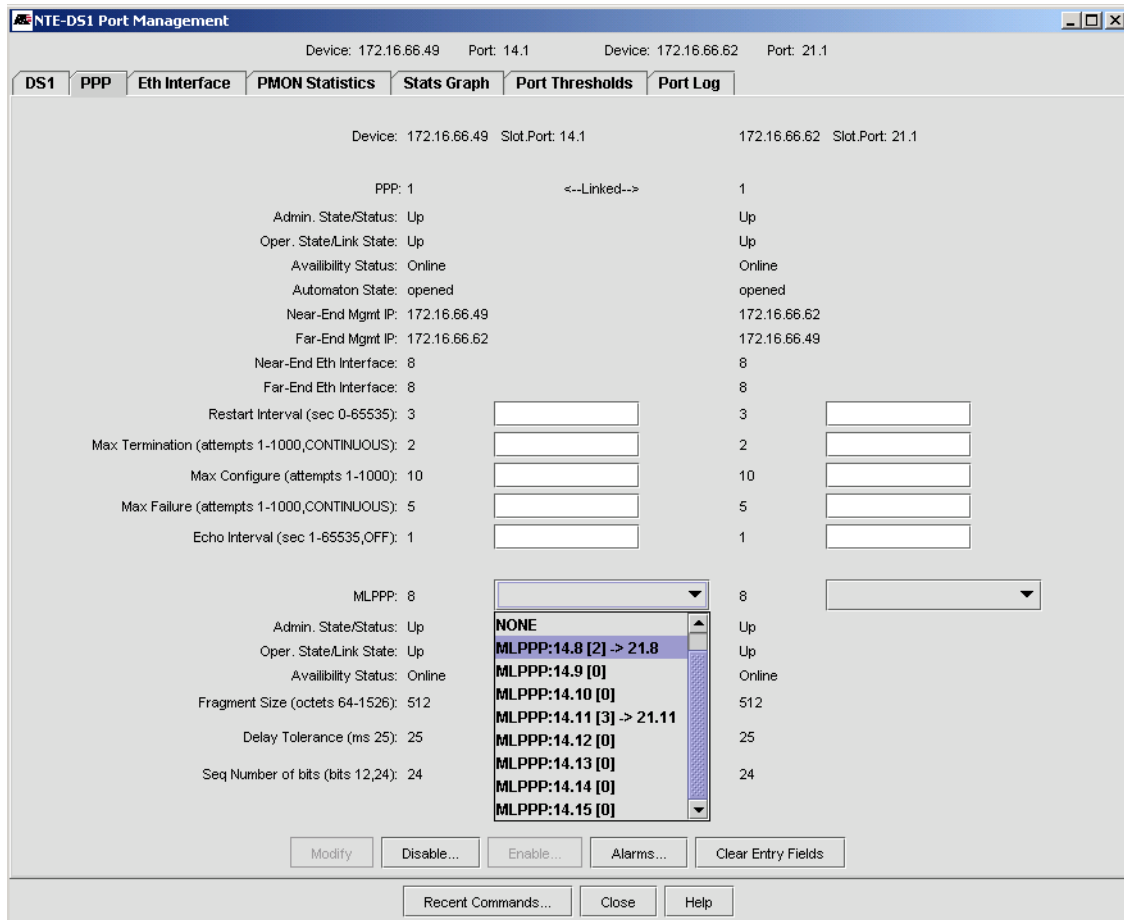 NTE-DS1 Port Management
Device: 172.16.66.49 Port: 14.1 Device: 172.16.66.62 Port: 21.1
DS1 PPP Eth Interface PMON Statistics Stats Graph Port Thresholds Port Log
Device: 172.16.66.49 Slot.Port: 14.1 172.16.66.62 Slot.Port: 21.1
PPP: 1 <--Linked--> 1
Admin. State/Status: Up Up
Oper. State/Link State: Up Up
Availibility Status: Online Online
Automaton State: opened opened
Near-End Mgmt IP: 172.16.66.49 172.16.66.62
Far-End Mgmt IP: 172.16.66.62 172.16.66.49
Near-End Eth Interface: 8 8
Far-End Eth Interface: 8 8
Restart Interval (sec 0-65535): 3 3
Max Termination (attempts 1-1000,CONTINUOUS): 2 2
Max Configure (attempts 1-1000): 10 10
Max Failure (attempts 1-1000,CONTINUOUS): 5 5
Echo Interval (sec 1-65535,OFF): 1 1
MLPPP: 8 8
Admin. State/Status: Up Up
Oper. State/Link State: Up Up
Availibility Status: Online Online
Fragment Size (octets 64-1526): 512 512
Delay Tolerance (ms 25): 25 25
Seq Number of bits (bits 12,24): 24 24
NONE
MLPPP:14.8 [2] -> 21.8
MLPPP:14.9 [0]
MLPPP:14.10 [0]
MLPPP:14.11 [3] -> 21.11
MLPPP:14.12 [0]
MLPPP:14.13 [0]
MLPPP:14.14 [0]
MLPPP:14.15 [0]
Modify Disable... Enable... Alarms... Clear Entry Fields
Recent Commands... Close Help